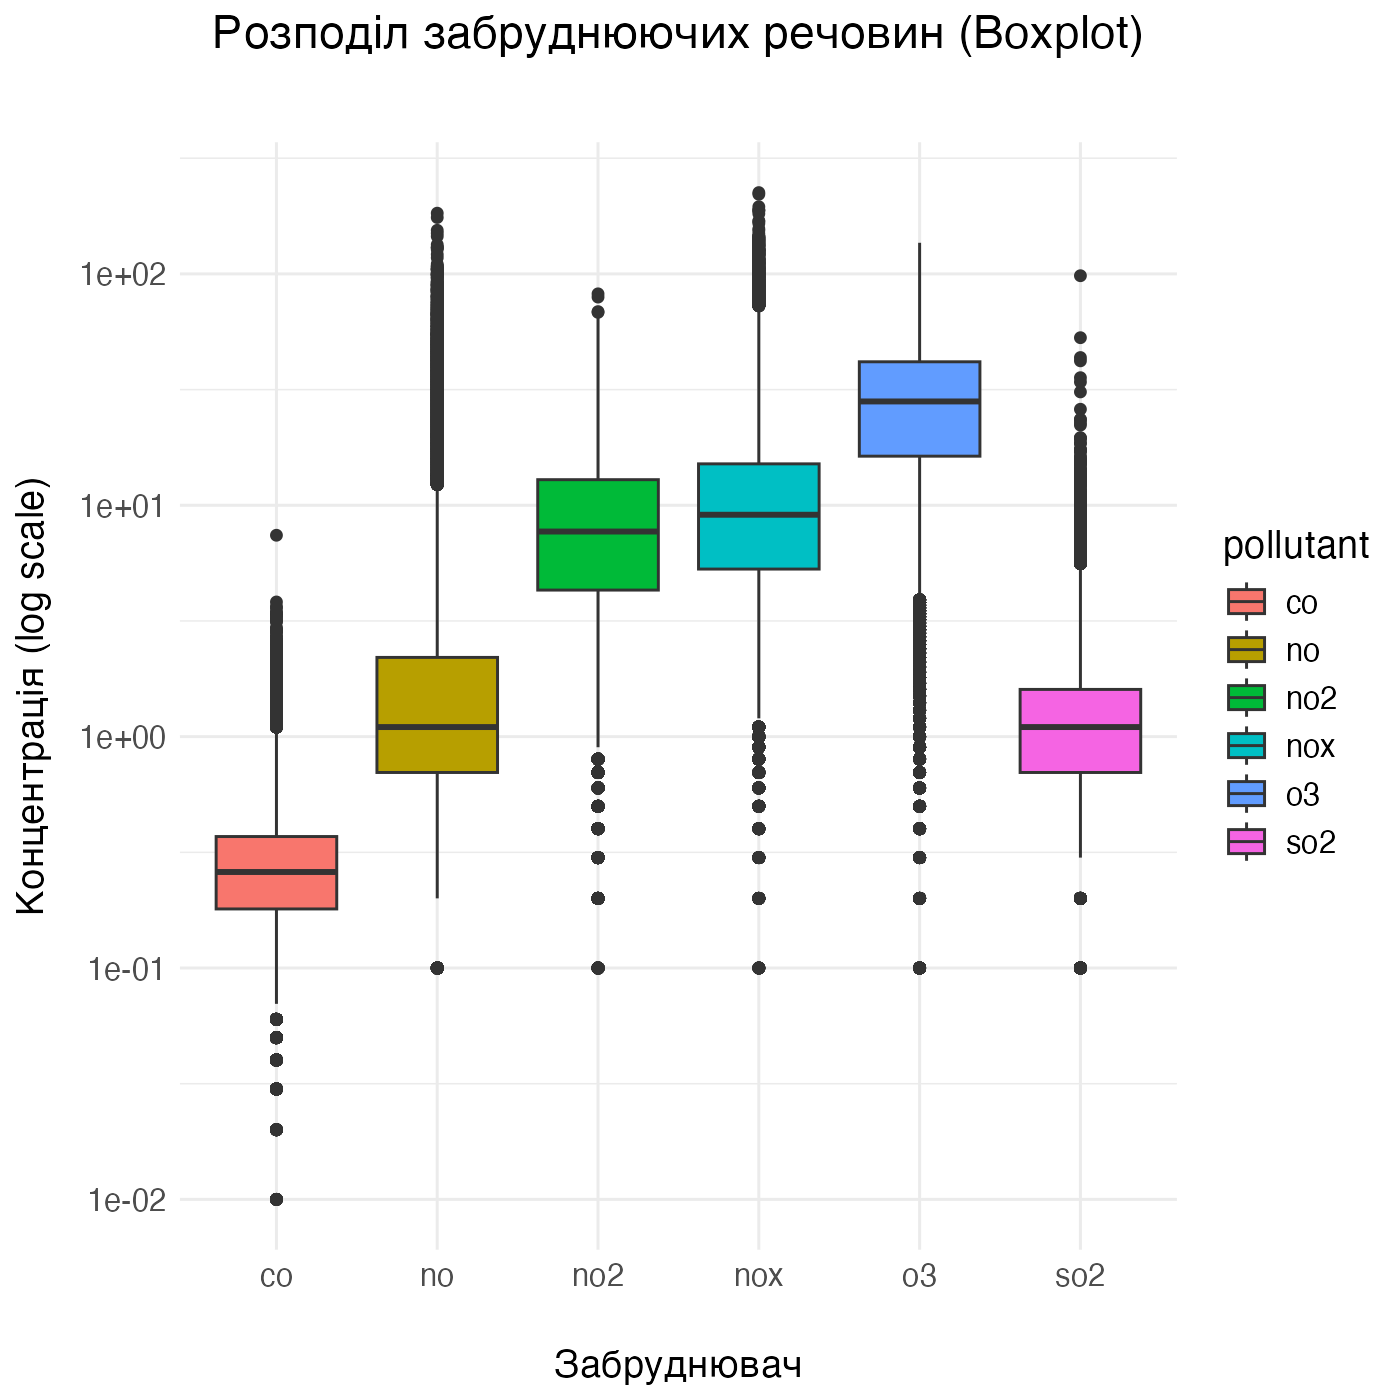 Розподіл забруднюючих речовин (Boxplot)
Концентрація (log scale)
1e+02
1e+01
1e+00
1e-01
1e-02
co
no
no2
nox
o3
so2
Забруднювач
pollutant
co
no
no2
nox
o3
so2